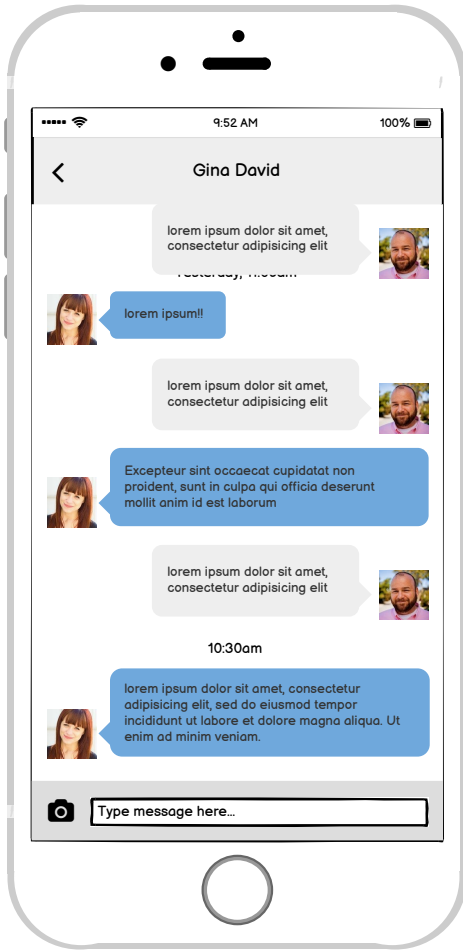 9:52 AM
100%
Gina David
lorem ipsum dolor sit amet,
consectetur adipisicing elit
lorem ipsum!!
lorem ipsum dolor sit amet,
consectetur adipisicing elit
Excepteur sint occaecat cupidatat non
proident, sunt in culpa qui officia deserunt
mollit anim id est laborum
lorem ipsum dolor sit amet,
consectetur adipisicing elit
10:30am
lorem ipsum dolor sit amet, consectetur
adipisicing elit, sed do eiusmod tempor
incididunt ut labore et dolore magna aliqua. Ut
enim ad minim veniam.
Type message here...